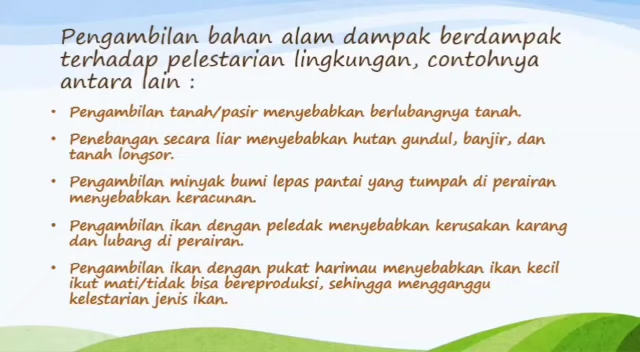 Pengambilan bahan alam dampak berdampak
terhadap pelestarian lingkungan, contohnya
antara lain :
• Pengambilan tanah/pasir menyebabkan berlubangnya tanah.
• Penebangan secara liar menyebabkan hutan gundul, banjir, dan
tanah longsor.
• Pengambilan minyak bumi lepas pantai yang tumpah di perairan
menyebabkan keracunan.
• Pengambilan ikan dengan peledak menyebabkan kerusakan karang
dan lubang di perairan.
• Pengambilan ikan dengan pukat harimau menyebabkan ikan kecil
ikut mati/tidak bisa bereproduksi, sehingga mengganggu
kelestarian jenis ikan.